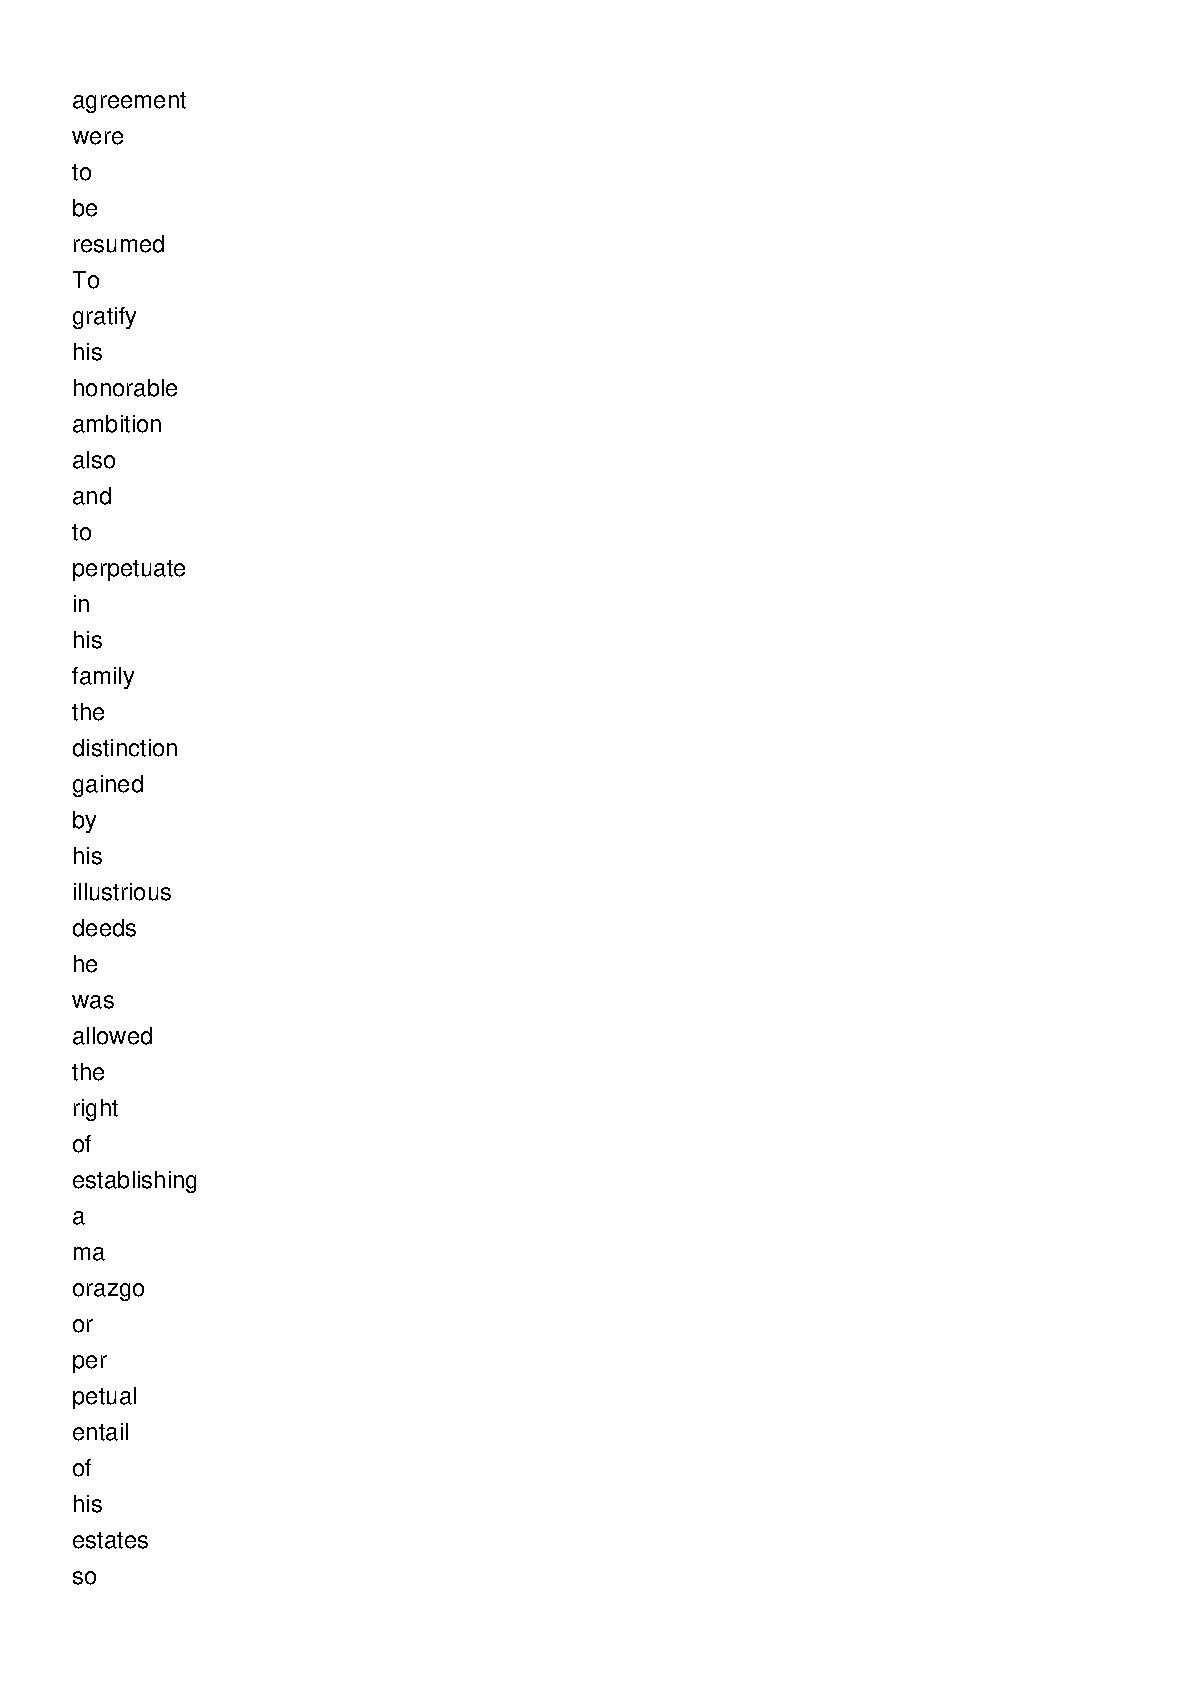 agreement
were
to
be
resumed
To
gratify
his
honorable
ambition
also
and
to
perpetuate
in
his
family
the
distinction
gained
by
his
illustrious
deeds
he
was
allowed
the
right
of
establishing
a
ma
orazgo
or
per
petual
entail
of
his
estates
so